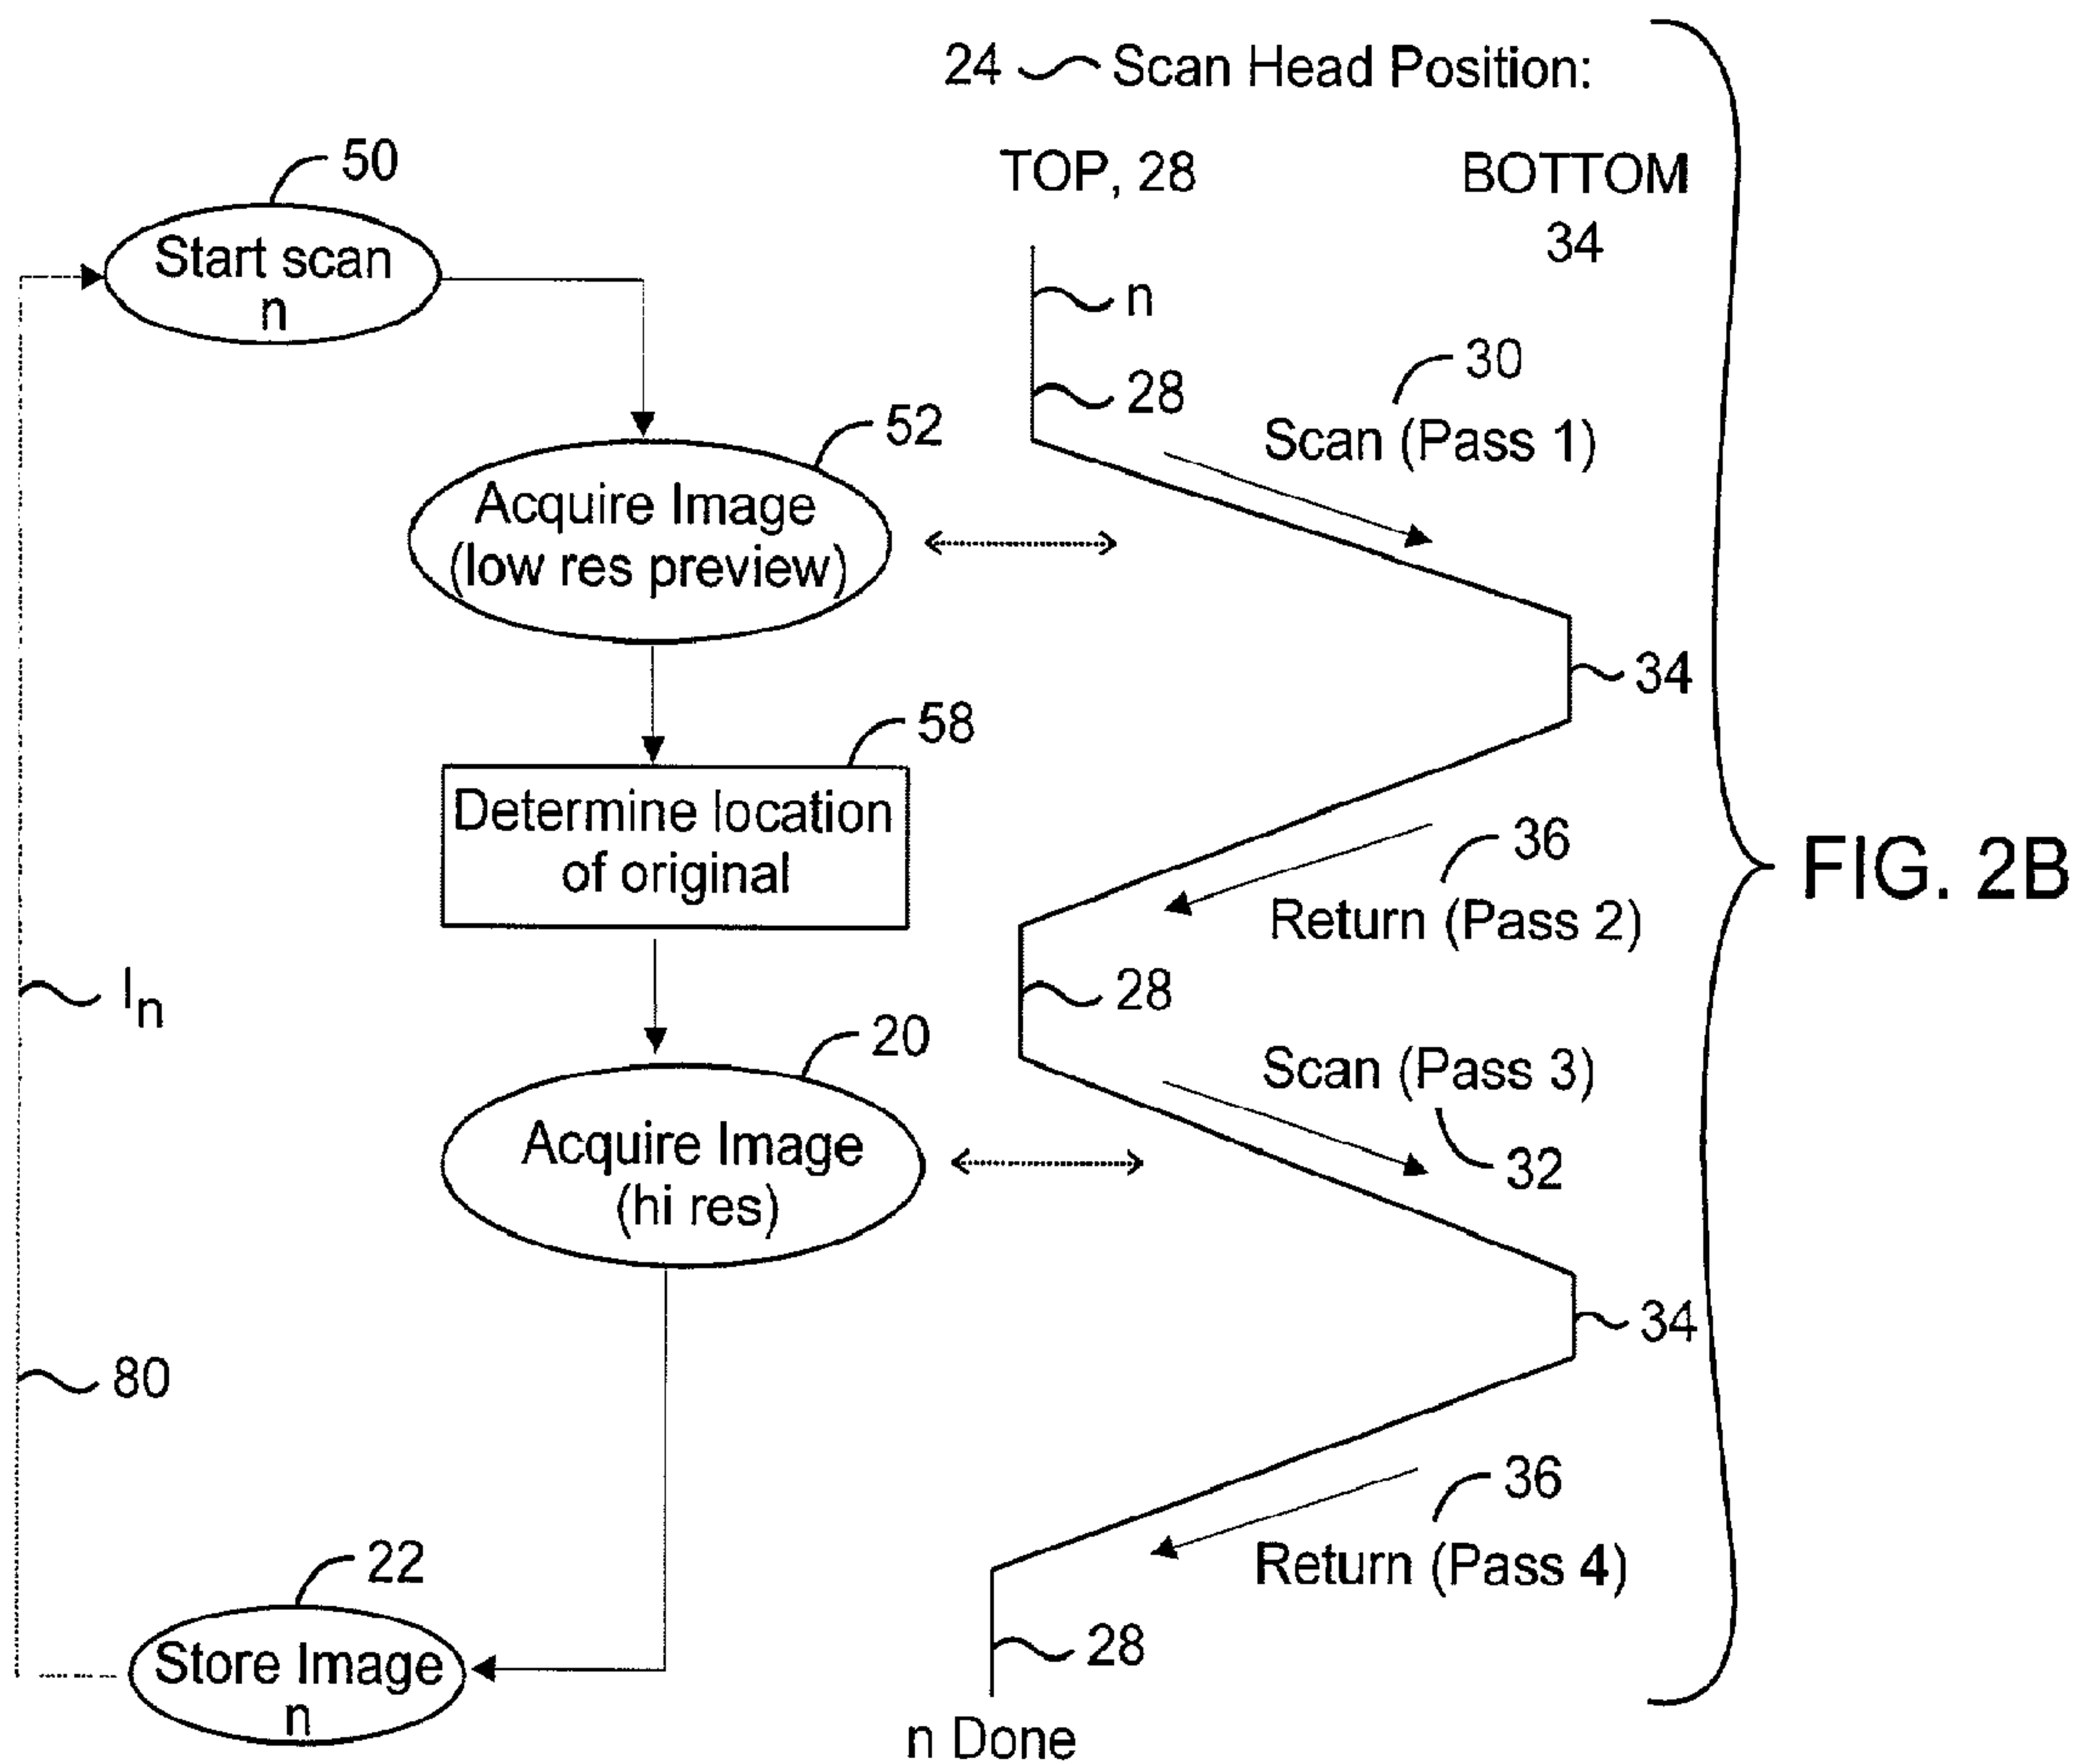 24 Scan Head Position:
TOP, 28
BOTTOM
34
50
Start scan
n
n
28
30
Scan (Pass 1)
52
Acquire Image
(low res preview)
34
58
Determine location
of original
36
Return (Pass 2)
FIG. 2B
28
In
20
Scan (Pass 3)
32
Acquire Image
(hi res)
34
80
36
Return (Pass 4)
22
Store Image
n
28
n Done